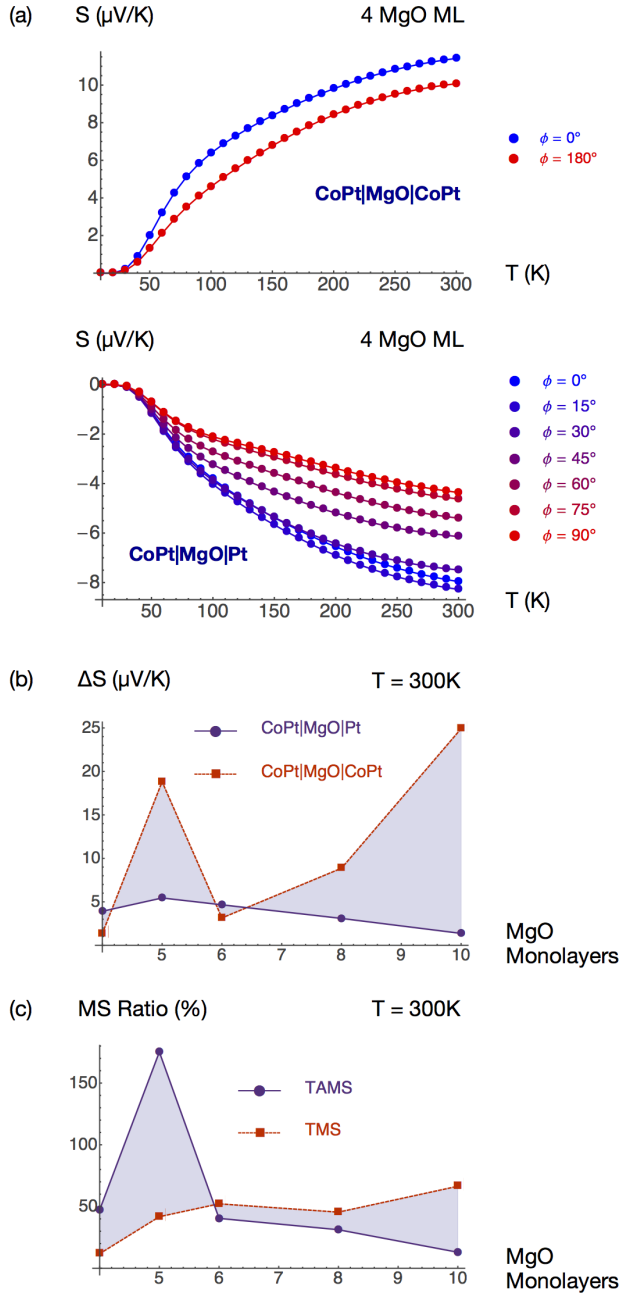 (a) S (μV/K) 4 MgO ML
10
8
6
4
2
50 100 150 200 250 300
T (K)
CoPt|MgO|CoPt
ϕ = 0°
ϕ = 180°
S (μV/K) 4 MgO ML
0
−2
−4
−6
−8
50 100 150 200 250 300
T (K)
CoPt|MgO|Pt
ϕ = 0°
ϕ = 15°
ϕ = 30°
ϕ = 45°
ϕ = 60°
ϕ = 75°
ϕ = 90°
(b) ΔS (μV/K) T = 300K
25
20
15
10
5
CoPt|MgO|Pt
CoPt|MgO|CoPt
5 6 7 8 9 10
MgO
Monolayers
(c) MS Ratio (%) T = 300K
150
100
50
TAMS
TMS
5 6 7 8 9 10
MgO
Monolayers